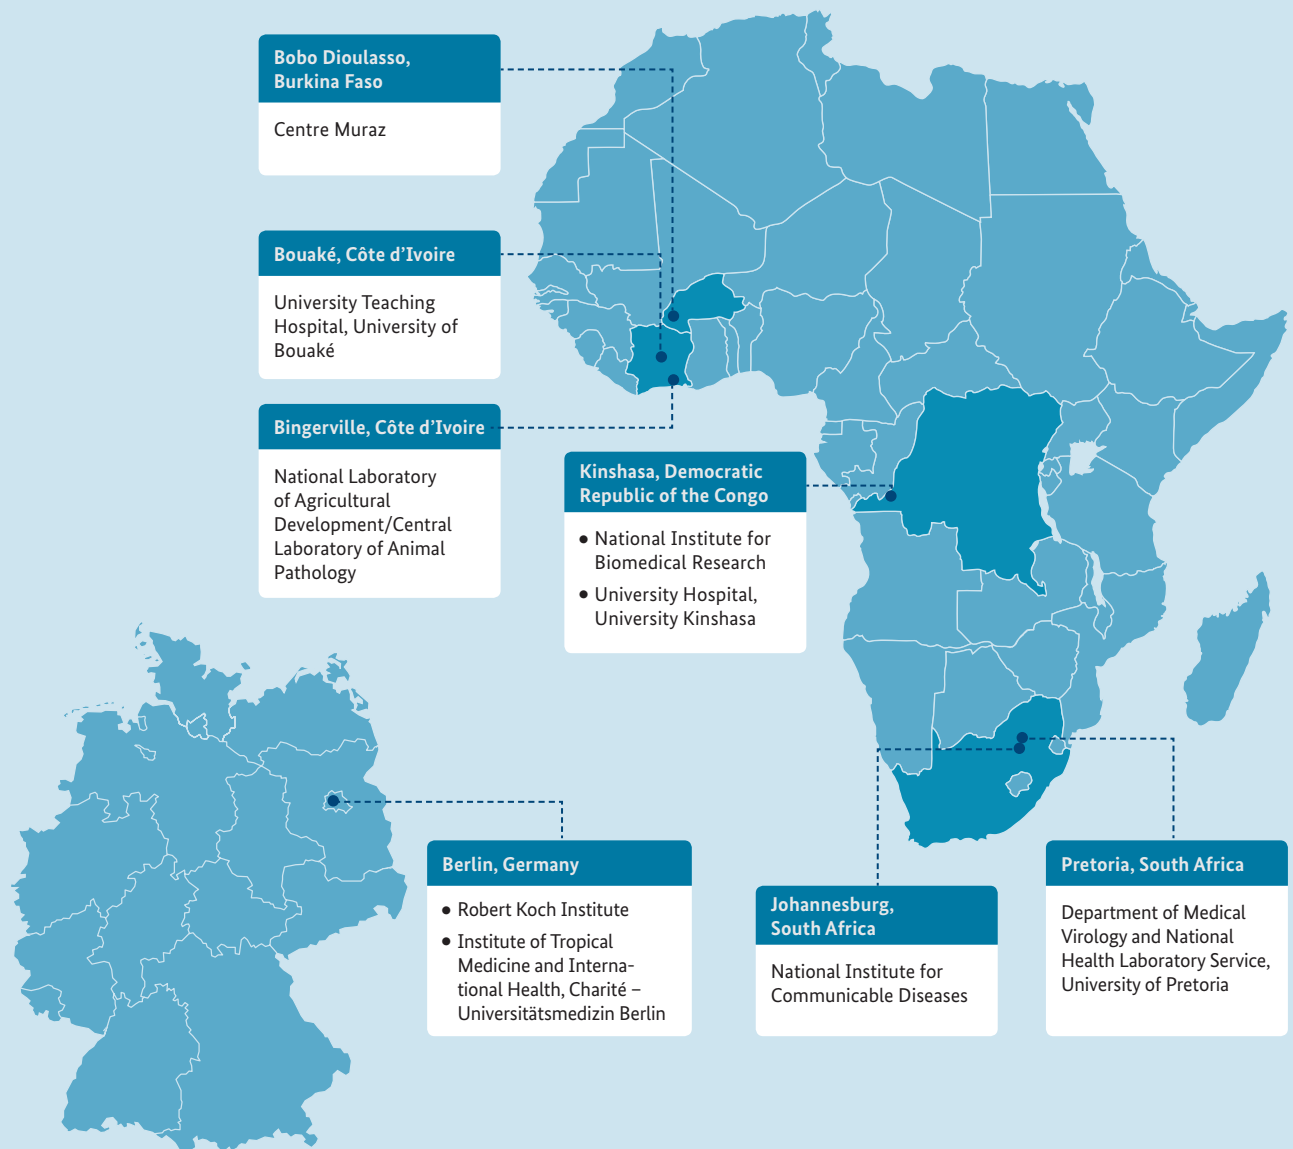 Bobo Dioulasso,
Burkina Faso
Centre Muraz
Bouaké, Côte d’Ivoire
University Teaching
Hospital, University of
Bouaké
Bingerville, Côte d’Ivoire
National Laboratory
of Agricultural
Development/Central
Laboratory of Animal
Pathology
Kinshasa, Democratic
Republic of the Congo
• National Institute for
Biomedical Research
• University Hospital,
University Kinshasa
Berlin, Germany
• Robert Koch Institute
• Institute of Tropical
Medicine and Interna-
tional Health, Charité –
Universitätsmedizin Berlin
Johannesburg,
South Africa
National Institute for
Communicable Diseases
Pretoria, South Africa
Department of Medical
Virology and National
Health Laboratory Service,
University of Pretoria